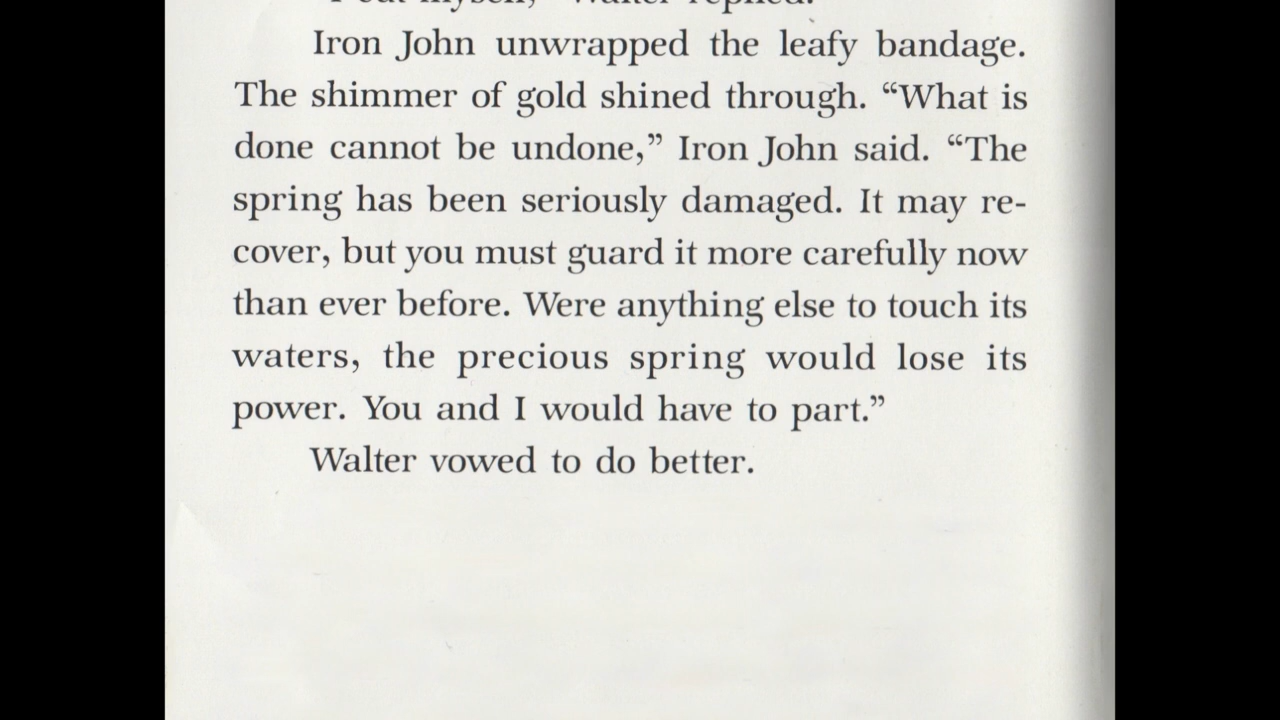 Iron John unwrapped the leafy bandage.
The shimmer of gold shined through. “What is
done cannot be undone,” Iron John said. “The
spring has been seriously damaged. It may re-
cover, but you must guard it more carefully now
than ever before. Were anything else to touch its
waters, the precious spring would lose its
power. You and I would have to part.”
Walter vowed to do better.